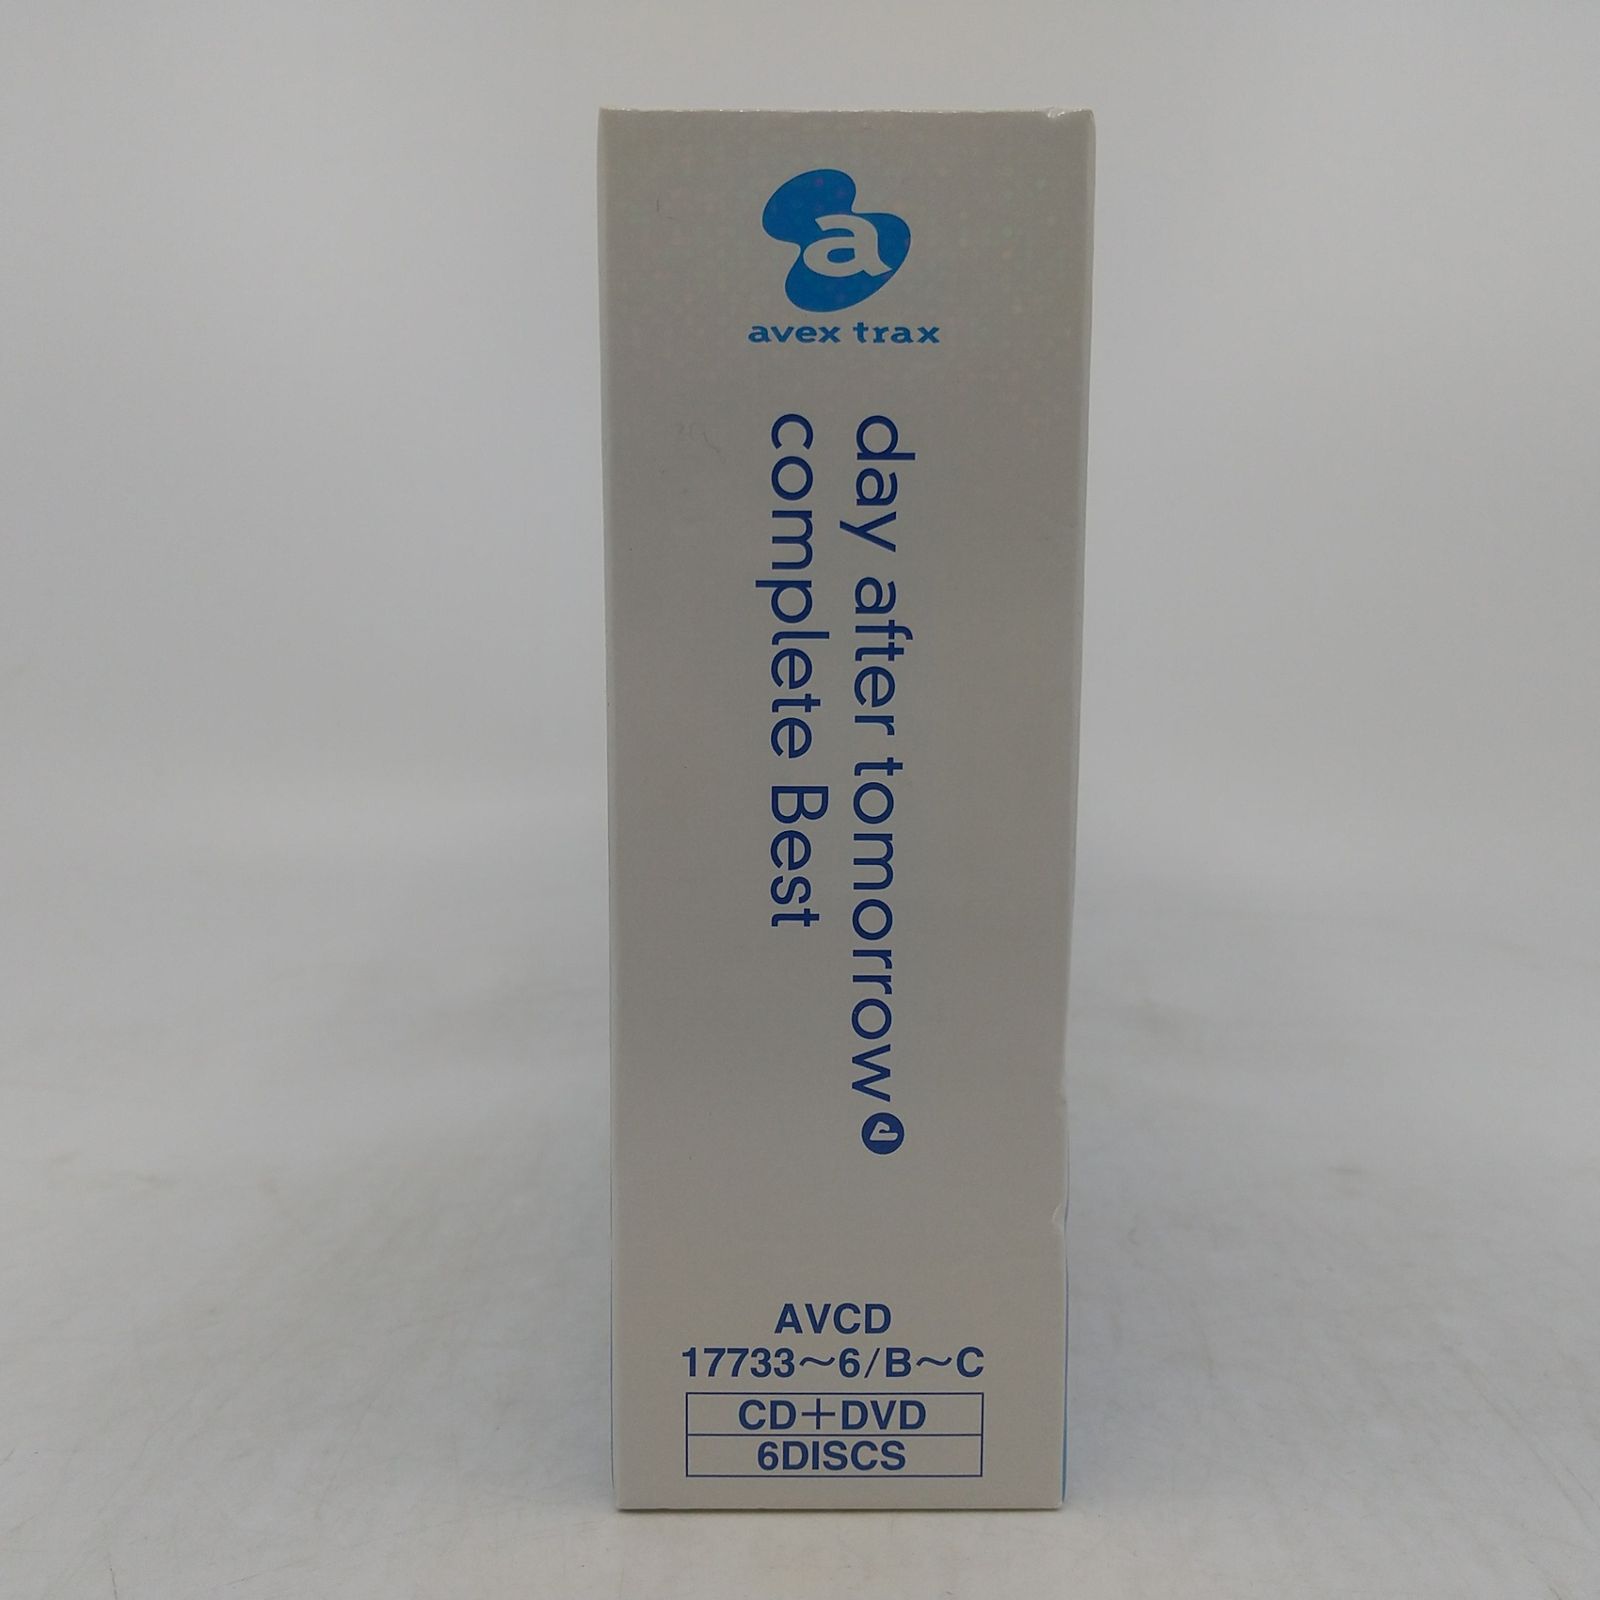 a
avex trax
day after tomorrow
complete Best
AVCD
17733～6/B～C
CD+DVD
6DISCS